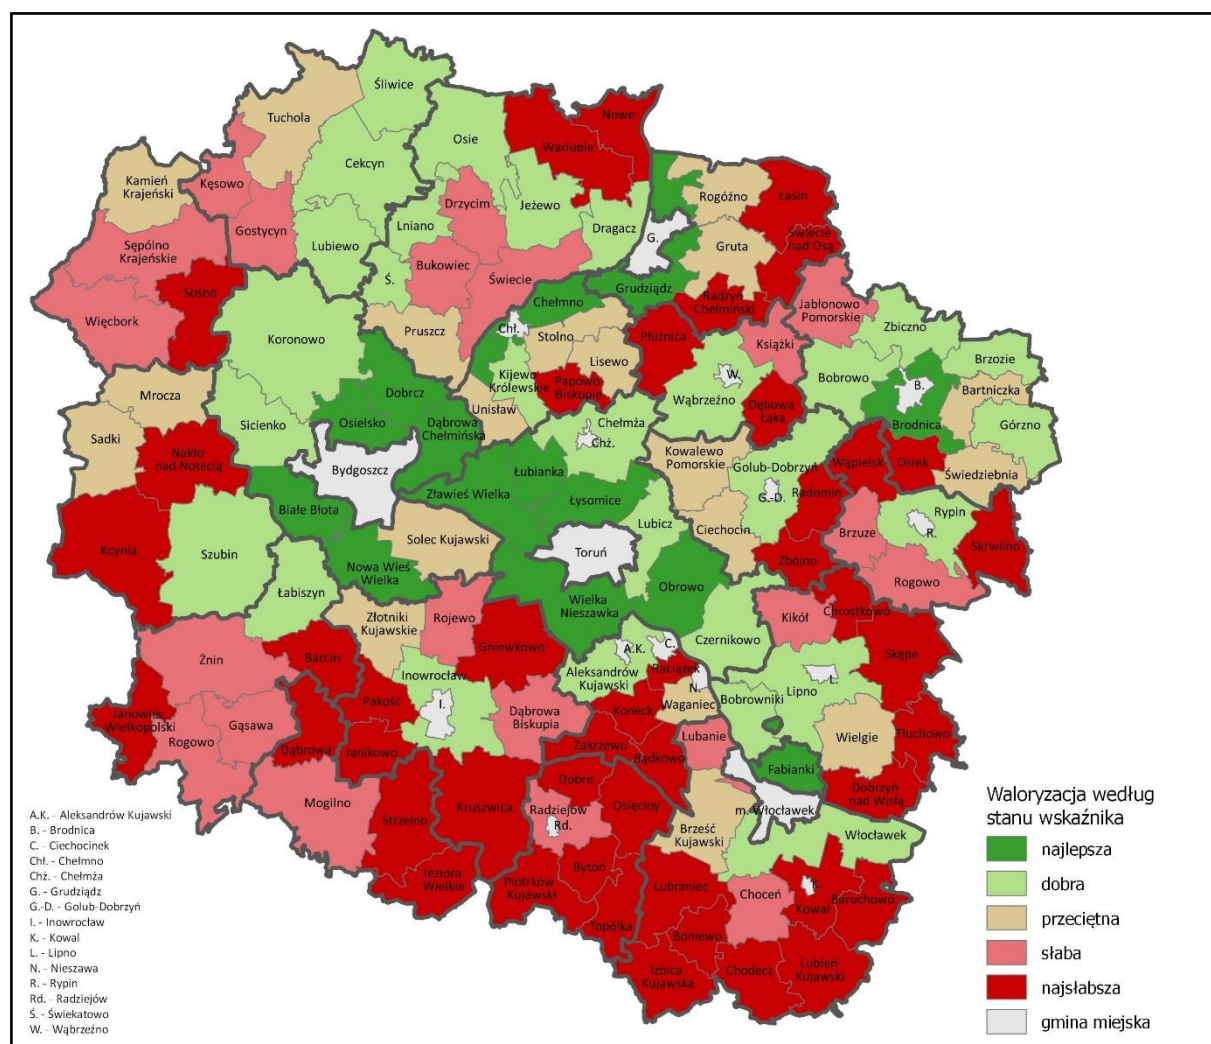 Śliwice
Tuchola
Nowe
Osie
Warlubie
Cekcyn
Kamień
Krajeński
Kęsowo
Rogóźno
Łasin
Drzycim
Jeżewo
Lniano
Dragacz
Gostycyn
Sępólno
Krajeńskie
Lubiewo
G.
Gruta
Świecie
nad Osą
Bukowiec
Ś.
Świecie
Sośno
Grudziądz
Radzyń
Chełmiński
Chełmno
Jabłonowo
Pomorskie
Więcbork
Zbiczno
Koronowo
Pruszcz
Chł.
Stolno
Płużnica
Książki
Brzozie
Lisewo
W.
Bobrowo
B.
Bartniczka
Kijewo
Królewskie
Papowo
Biskupie
Mrocza
Dobrcz
Wąbrzeźno
Dębowa
Łąka
Unisław
Osielsko
Dąbrowa
Chełmińska
Chełmża
Chż.
Brodnica
Górzno
Sicienko
Sadki
Kowalewo
Pomorskie
Golub-Dobrzyń
Wąpielsk
Osiek
Nakło
nad Notecią
Bydgoszcz
Łubianka
Świedziebnia
G.-D.
Radomin
Zławieś Wielka
Łysomice
Białe Błota
Lubicz
Rypin
R.
Ciechocin
Brzuze
Kcynia
Szubin
Solec Kujawski
Toruń
Skrwilno
Zbójno
Nowa Wieś
Wielka
Obrowo
Rogowo
Łabiszyn
Wielka
Nieszawka
Złotniki
Kujawskie
Rojewo
Kikół
Chrostkowo
Czernikowo
Gniewkowo
A.K.
C.
Żnin
Barcin
Skępe
Aleksandrów
Kujawski
Raciążek
Inowrocław
N.
L.
Lipno
Bobrowniki
Pakość
Waganiec
I.
Dąbrowa
Biskupia
Koneck
Janowiec
Wielkopolski
Gąsawa
Lubanie
Wielgie
Tłuchowo
Rogowo
Dąbrowa
Janikowo
Zakrzewo
Bądkowo
Fabianki
Dobre
Dobrzyń
nad Wisłą
Mogilno
Kruszwica
Osięciny
Radziejów
Rd.
m. Włocławek
Strzelno
Brześć
Kujawski
Włocławek
Bytoń
Jeziora
Wielkie
Piotrków
Kujawski
Lubraniec
Choceń
K.
Kowal
Baruchowo
Topólka
Boniewo
Izbica
Kujawska
Chodecz
Lubień
Kujawski
A.K. - Aleksandrów Kujawski
B. - Brodnica
C. - Ciechocinek
Chł. - Chełmno
Chż. - Chełmża
G. - Grudziądz
G.-D. - Golub-Dobrzyń
I. - Inowrocław
K. - Kowal
L. - Lipno
N. - Nieszawa
R. - Rypin
Rd. - Radziejów
Ś. - Świekatowo
W. - Wąbrzeźno
Waloryzacja według
stanu wskaźnika
najlepsza
dobra
przeciętna
słaba
najsłabsza
gmina miejska